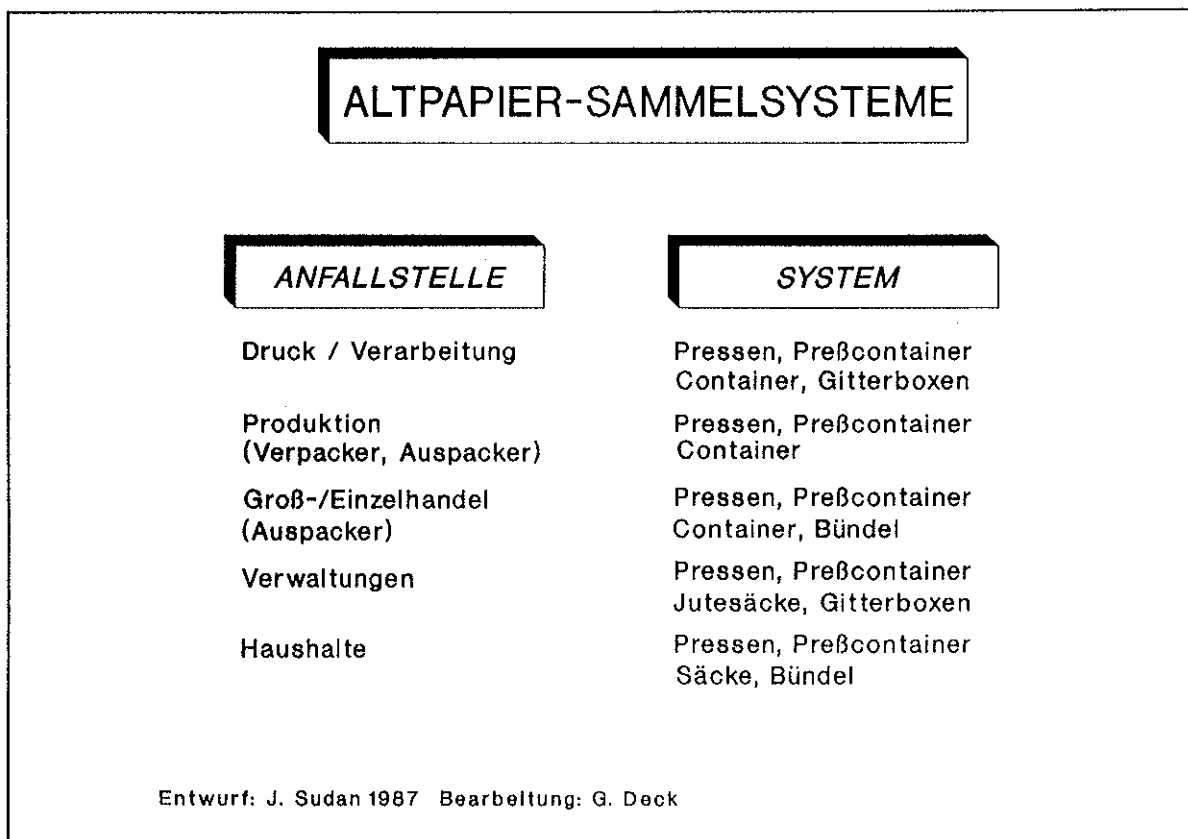 ALTPAPIER-SAMMELSYSTEME
ANFALLSTELLE SYSTEM
Druck / Verarbeitung Pressen, Preßcontainer
Container, Gitterboxen
Produktion Pressen, Preßcontainer
(Verpacker, Auspacker) Container
Groß-/Einzelhandel Pressen, Preßcontainer
(Auspacker) Container, Bündel
Verwaltungen Pressen, Preßcontainer
Jutesäcke, Gitterboxen
Haushalte Pressen, Preßcontainer
Säcke, Bündel
Entwurf: J. Sudan 1987 Bearbeitung: G. Deck